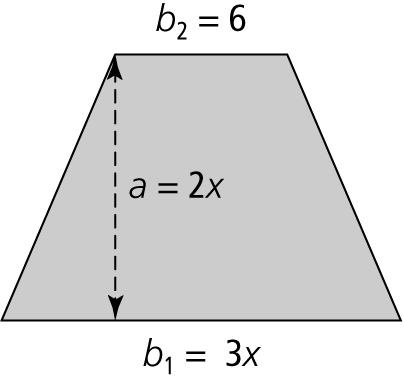 b₂ = 6
a = 2x
b₁ = 3x